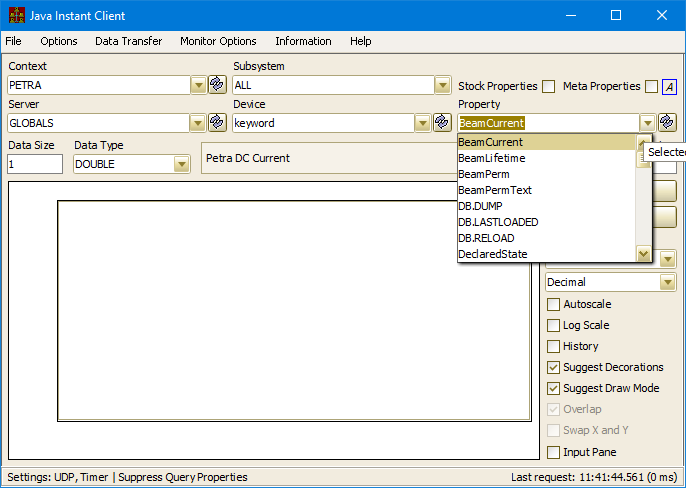 Java Instant Client
File Options Data Transfer Monitor Options Information Help
Context Subsystem
PETRA ALL Stock Properties Meta Properties A
Server Device Property
GLOBALS keyword BeamCurrent
Data Size Data Type
1 DOUBLE Petra DC Current
BeamCurrent
Selected
BeamLifetime
BeamPerm
BeamPermText
DB.DUMP
DB.LASTLOADED
DB.RELOAD
DeclaredState
Decimal
Autoscale
Log Scale
History
Suggest Decorations
Suggest Draw Mode
Overlap
Swap X and Y
Input Pane
Settings: UDP, Timer | Suppress Query Properties Last request: 11:41:44.561 (0 ms)